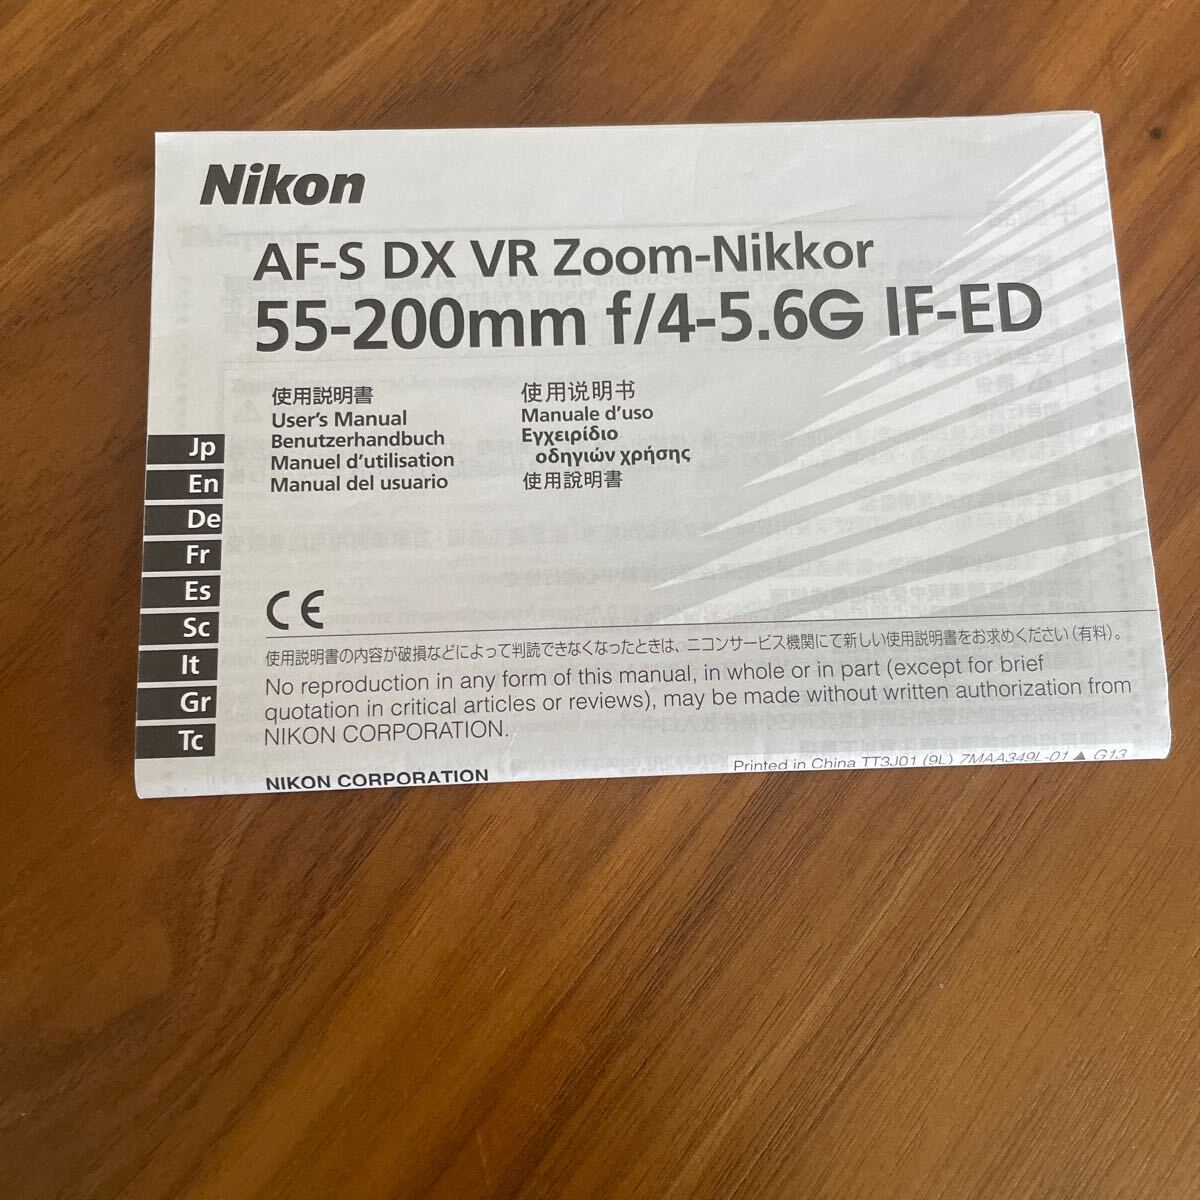 Nikon
AF-S DX VR Zoom-Nikkor
55-200mm f/4-5.6G IF-ED
使用説明書
User's Manual
Benutzerhandbuch
Manuel d'utilisation
Manual del usuario
使用说明书
Manuale d'uso
Εγχειρίδιο
οδηγιών χρήσης
使用說明書
Jp
En
De
Fr
Es
Sc
It
Gr
Tc
CE
使用説明書の内容が破損などによって判読できなくなったときは、ニコンサービス機関にて新しい使用説明書をお求めください(有料)。
No reproduction in any form of this manual, in whole or in part (except for brief
quotation in critical articles or reviews), may be made without written authorization from
NIKON CORPORATION.
NIKON CORPORATION
Printed in China TT3J01 (9L) 7MAA349L-01▲ G13